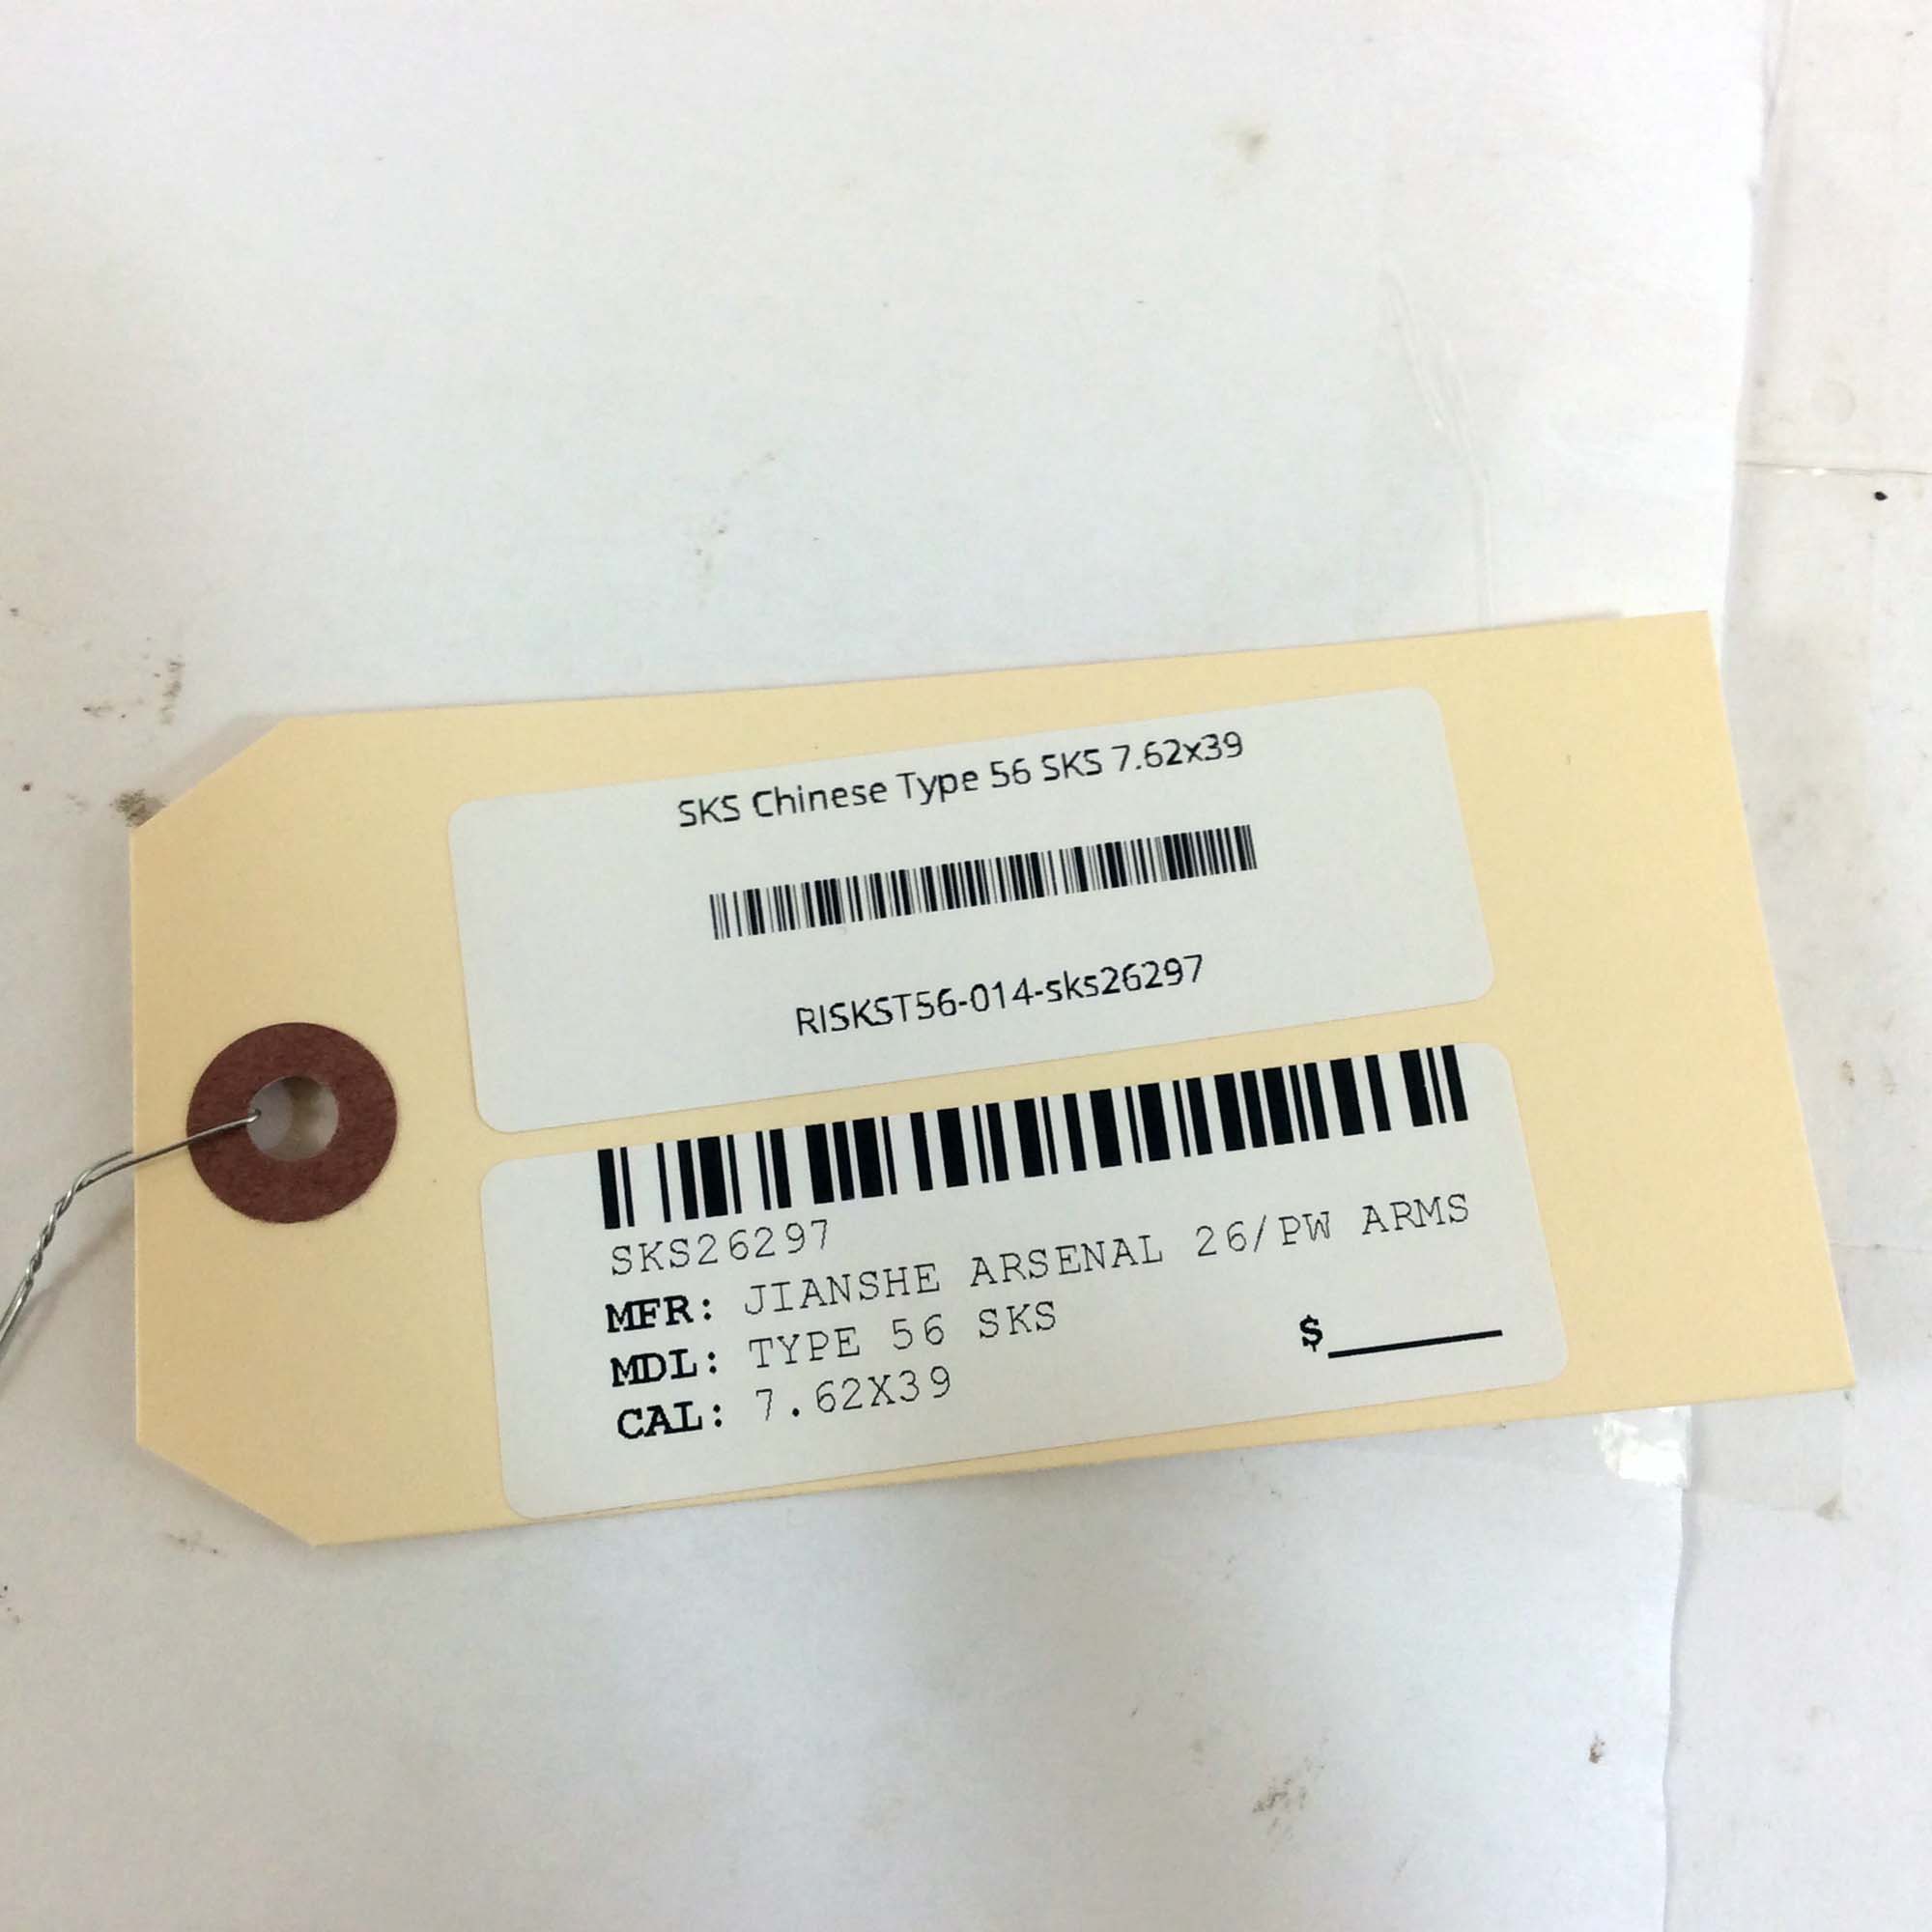 SKS Chinese Type 56 SKS 7.62x39
RISKST56-014-sks26297
SKS26297
MFR: JIANSHE ARSENAL 26/PW ARMS
MDL: TYPE 56 SKS
CAL: 7.62X39
$